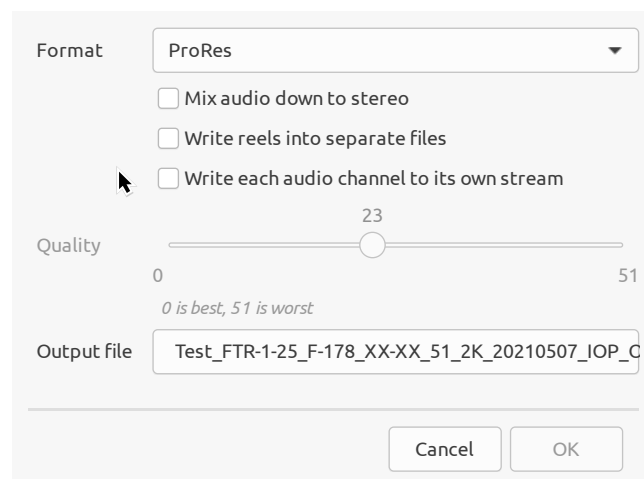 Format ProRes
Mix audio down to stereo
Write reels into separate files
Write each audio channel to its own stream
23
Quality
0 51
0 is best, 51 is worst
Output file Test_FTR-1-25_F-178_XX-XX_51_2K_20210507_IOP_O
Cancel OK